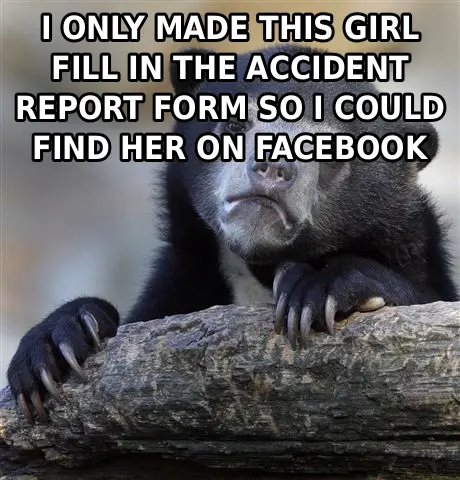 I ONLY MADE THIS GIRL
FILL IN THE ACCIDENT
REPORT FORM SO I COULD
FIND HER ON FACEBOOK